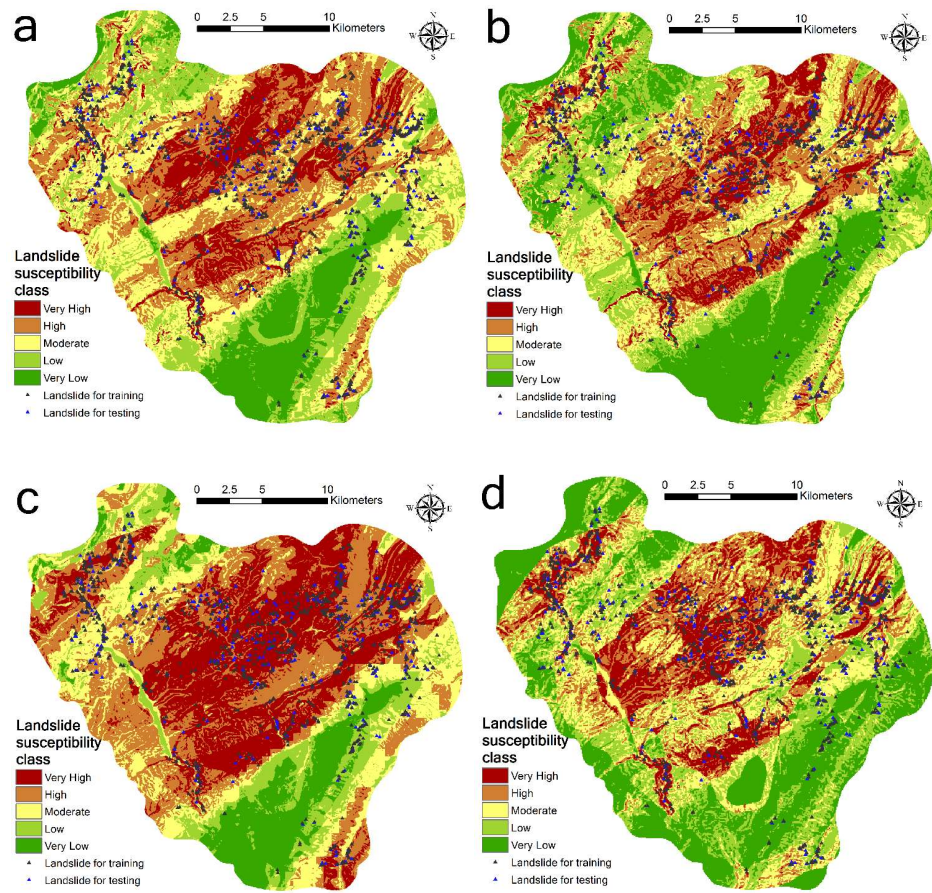 a
0 2.5 5 10
Kilometers
N
W E
S
Landslide
susceptibility
class
Very High
High
Moderate
Low
Very Low
Landslide for training
Landslide for testing
b
0 2.5 5 10
Kilometers
N
W E
S
Landslide
susceptibility
class
Very High
High
Moderate
Low
Very Low
Landslide for training
Landslide for testing
c
0 2.5 5 10
Kilometers
N
W E
S
Landslide
susceptibility
class
Very High
High
Moderate
Low
Very Low
Landslide for training
Landslide for testing
d
0 2.5 5 10
Kilometers
N
W E
S
Landslide
susceptibility
class
Very High
High
Moderate
Low
Very Low
Landslide for training
Landslide for testing